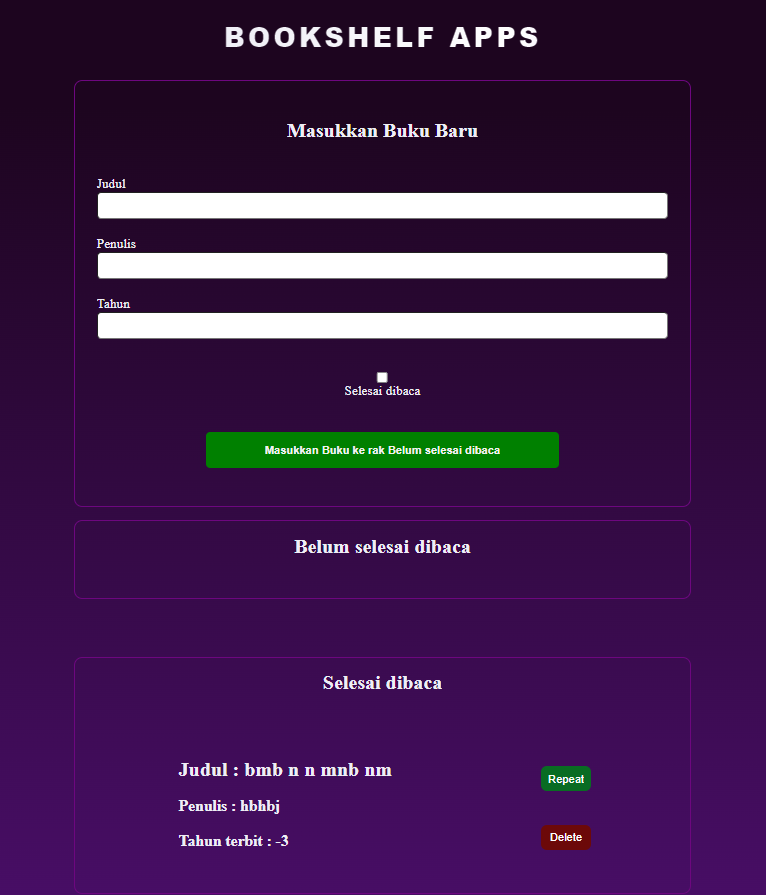 BOOKSHELF APPS
Masukkan Buku Baru
Judul
Penulis
Tahun
Selesai dibaca
Masukkan Buku ke rak Belum selesai dibaca
Belum selesai dibaca
Selesai dibaca
Judul : bmb n n mnb nm
Repeat
Penulis : hbhbj
Tahun terbit : -3
Delete